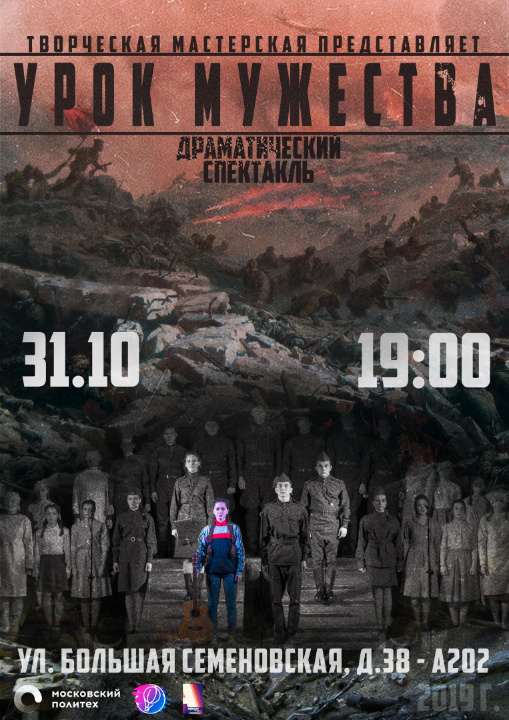 ТВОРЧЕСКАЯ МАСТЕРСКАЯ ПРЕДСТАВЛЯЕТ
УРОК МУЖЕСТВА
ДРАМАТИЧЕСКИЙ
СПЕКТАКЛЬ
31.10
19:00
УЛ. БОЛЬШАЯ СЕМЕНОВСКАЯ, Д.38 - А202
МОСКОВСКИЙ
ПОЛИТЕХ
2019 Г.